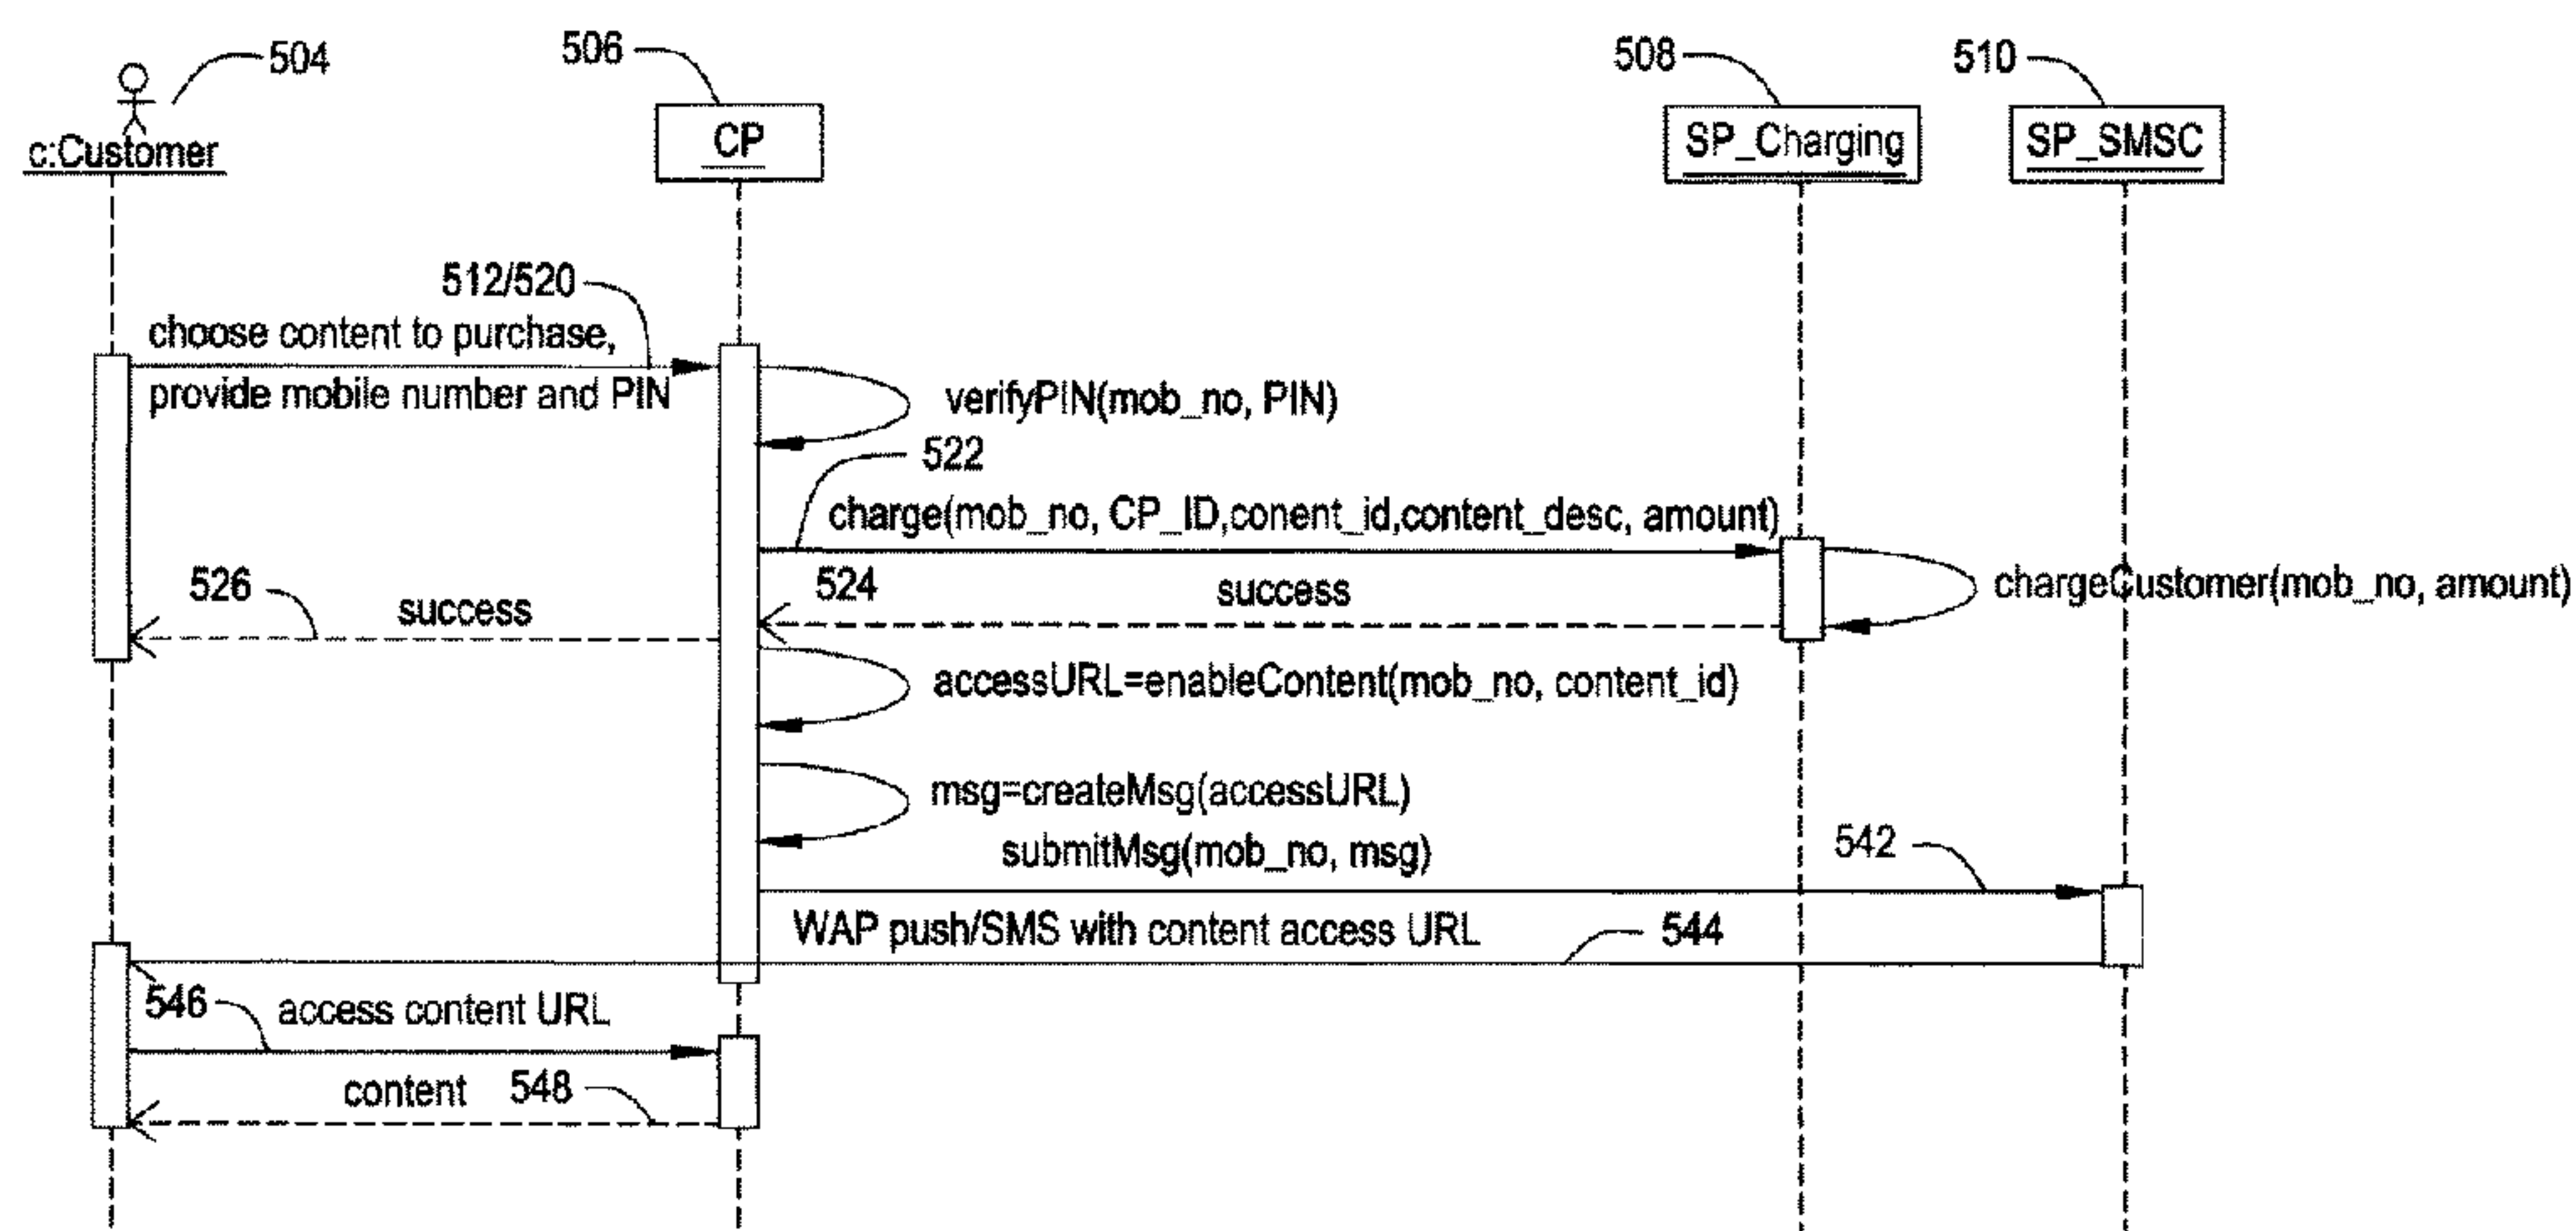 504
506
508
510
c:Customer
CP
SP_Charging
SP_SMSC
512/520
choose content to purchase,
provide mobile number and PIN
verifyPIN(mob_no, PIN)
522
charge(mob_no, CP_ID,conent_id,content_desc, amount)
526
success
524
success
chargeCustomer(mob_no, amount)
accessURL=enableContent(mob_no, content_id)
msg=createMsg(accessURL)
submitMsg(mob_no, msg)
542
WAP push/SMS with content access URL
544
546
access content URL
content
548